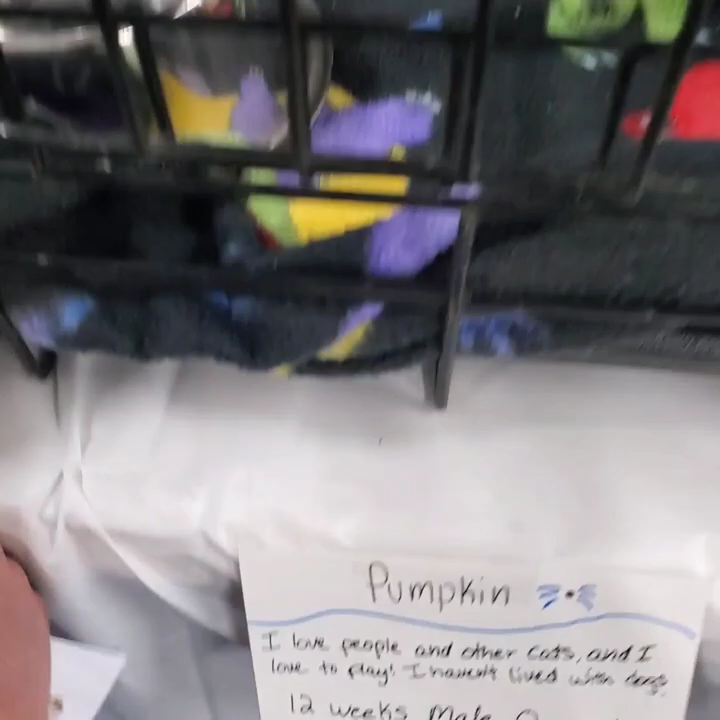 Pumpkin
I love people and other cats, and I
love to play! I haven't lived with dogs.
12 weeks Male